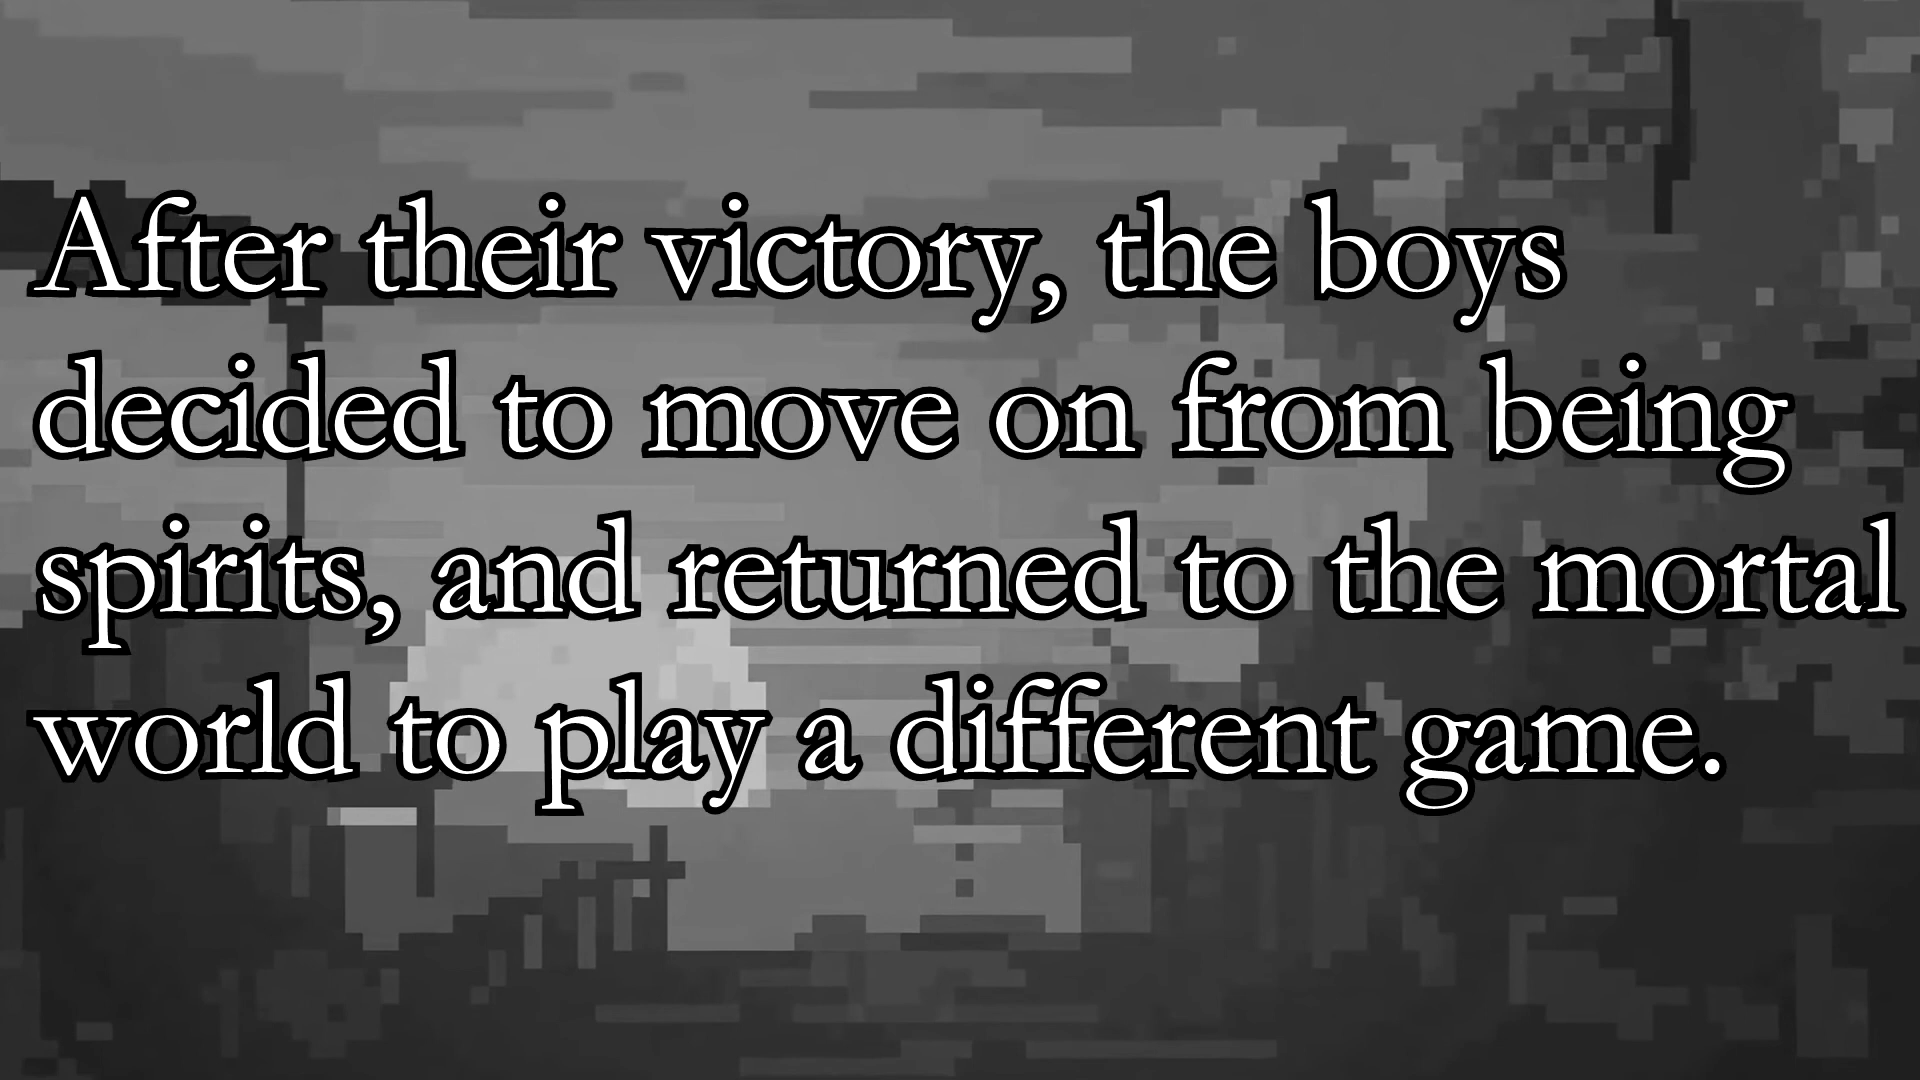 After their victory, the boys
decided to move on from being
spirits, and returned to the mortal
world to play a different game.